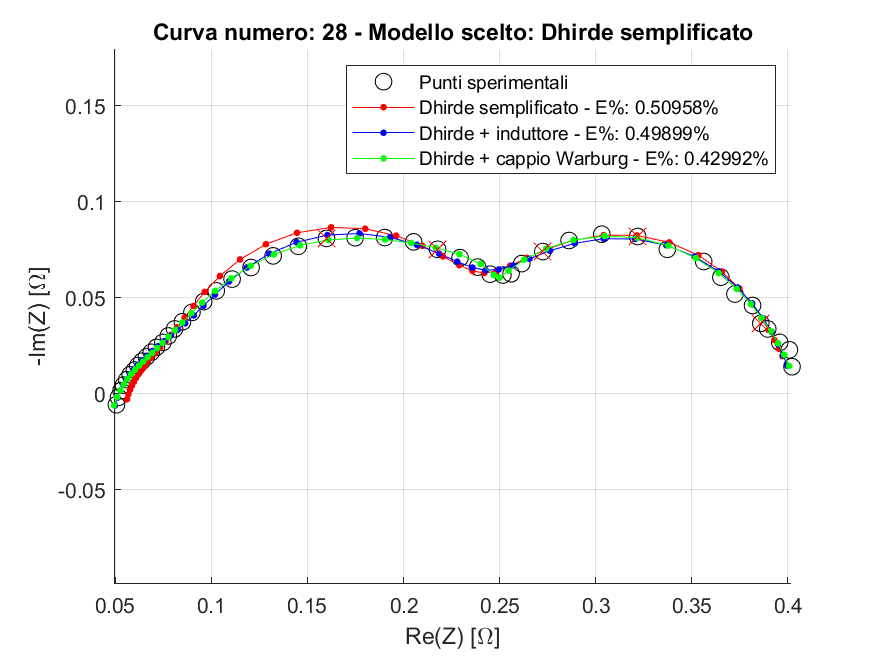 Curva numero: 28 - Modello scelto: Dhirde semplificato
Punti sperimentali
Dhirde semplificato - E%: 0.50958%
Dhirde + induttore - E%: 0.49899%
Dhirde + cappio Warburg - E%: 0.42992%
0.15
0.1
0.05
0
-0.05
-Im(Z) [Ω]
0.05 0.1 0.15 0.2 0.25 0.3 0.35 0.4
Re(Z) [Ω]